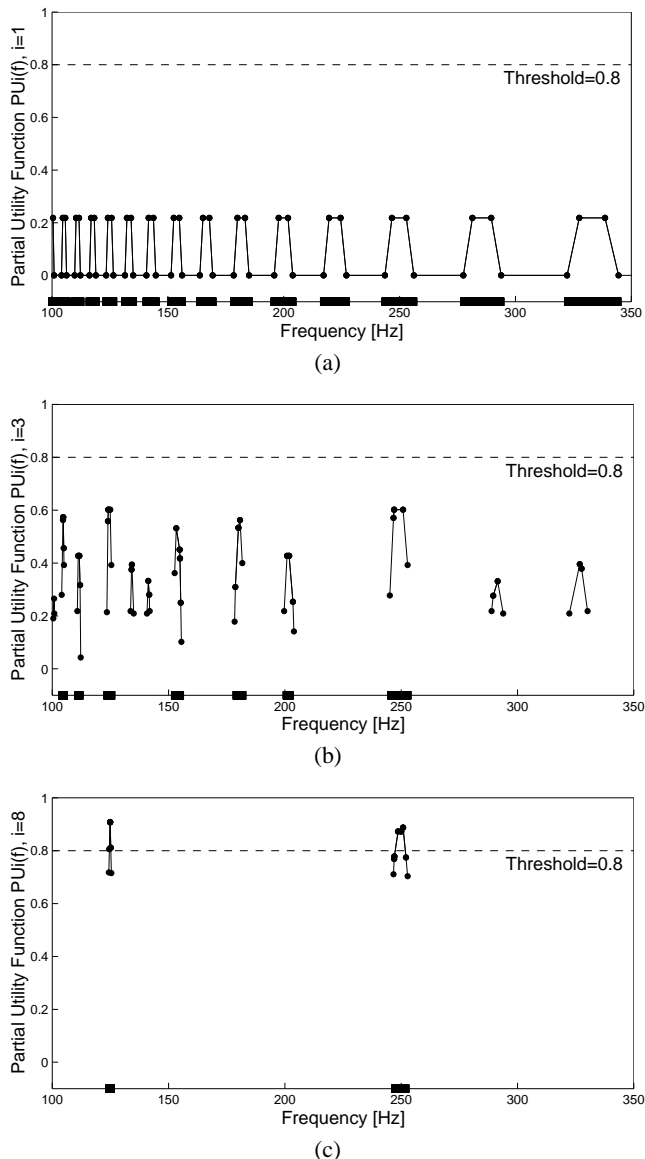 1
0.8
0.6
0.4
0.2
0
Partial Utility Function PUi(f), i=1
Threshold=0.8
100 150 200 250 300 350
Frequency [Hz]
(a)
1
0.8
0.6
0.4
0.2
0
Partial Utility Function PUi(f), i=3
Threshold=0.8
100 150 200 250 300 350
Frequency [Hz]
(b)
1
0.8
0.6
0.4
0.2
0
Partial Utility Function PUi(f), i=8
Threshold=0.8
100 150 200 250 300 350
Frequency [Hz]
(c)